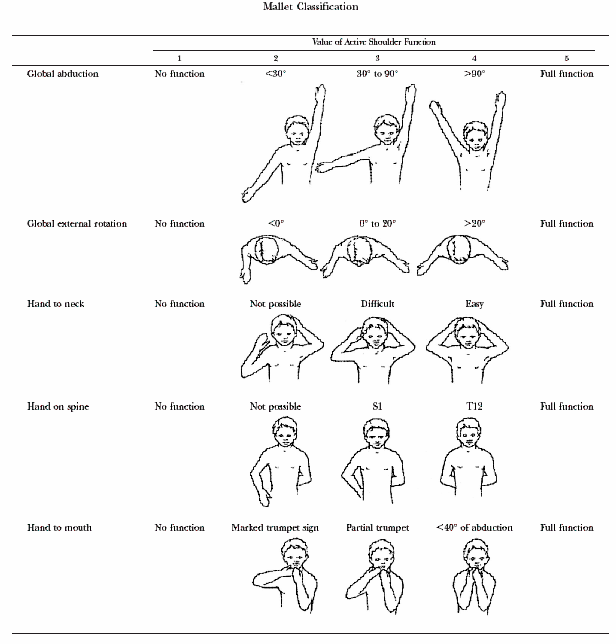 Mallet Classification
Value of Active Shoulder Function
1 2 3 4 5
Global abduction No function <30° 30° to 90° >90° Full function
Global external rotation No function <0° 0° to 20° >20° Full function
Hand to neck No function Not possible Difficult Easy Full function
Hand on spine No function Not possible S1 T12 Full function
Hand to mouth No function Marked trumpet sign Partial trumpet <40° of abduction Full function